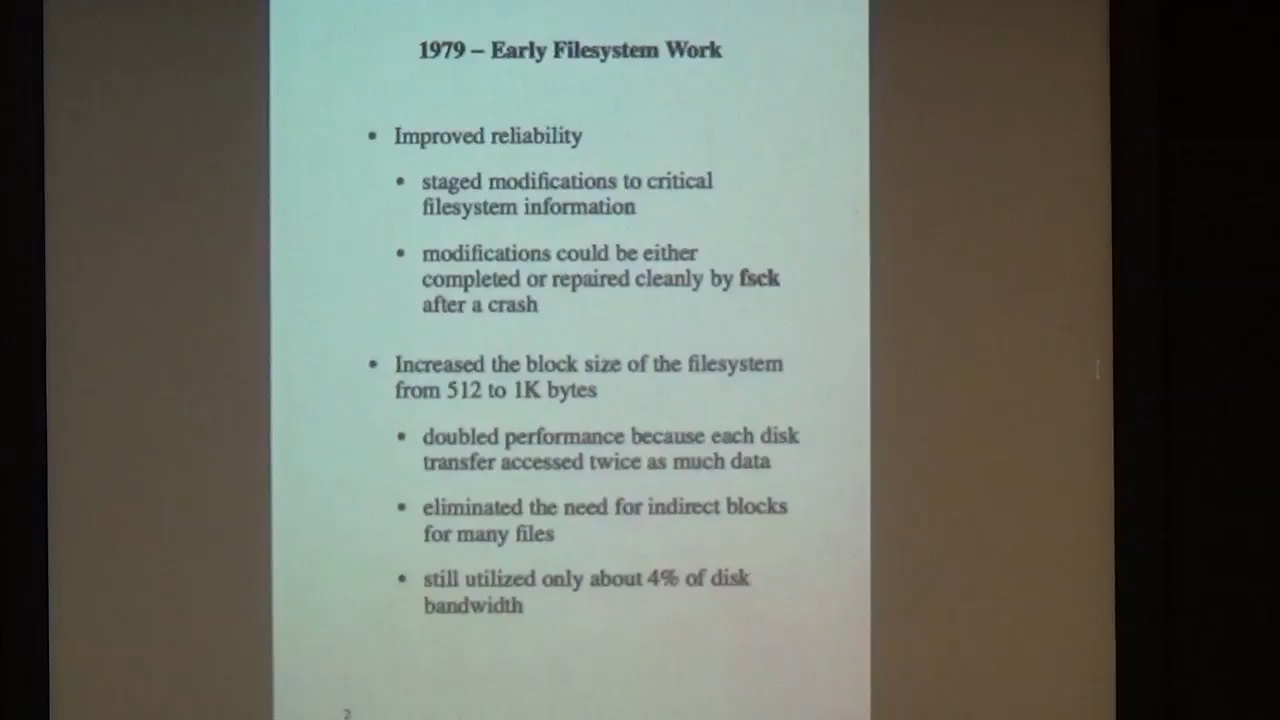 1979 – Early Filesystem Work
• Improved reliability
• staged modifications to critical
filesystem information
• modifications could be either
completed or repaired cleanly by fsck
after a crash
• Increased the block size of the filesystem
from 512 to 1K bytes
• doubled performance because each disk
transfer accessed twice as much data
• eliminated the need for indirect blocks
for many files
• still utilized only about 4% of disk
bandwidth
2